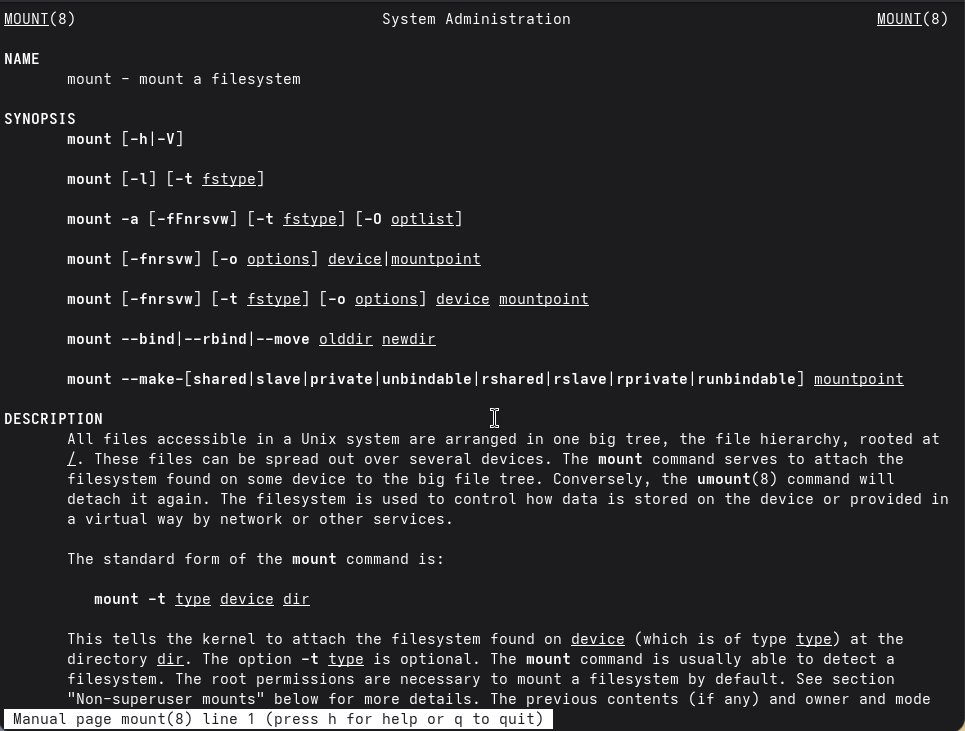 MOUNT(8) System Administration MOUNT(8)
NAME
mount - mount a filesystem
SYNOPSIS
mount [-h|-V]
mount [-l] [-t fstype]
mount -a [-fFnrsvw] [-t fstype] [-O optlist]
mount [-fnrsvw] [-o options] device|mountpoint
mount [-fnrsvw] [-t fstype] [-o options] device mountpoint
mount --bind|--rbind|--move olddir newdir
mount --make-[shared|slave|private|unbindable|rshared|rslave|rprivate|runbindable] mountpoint
DESCRIPTION
All files accessible in a Unix system are arranged in one big tree, the file hierarchy, rooted at
/. These files can be spread out over several devices. The mount command serves to attach the
filesystem found on some device to the big file tree. Conversely, the umount(8) command will
detach it again. The filesystem is used to control how data is stored on the device or provided in
a virtual way by network or other services.
The standard form of the mount command is:
mount -t type device dir
This tells the kernel to attach the filesystem found on device (which is of type type) at the
directory dir. The option -t type is optional. The mount command is usually able to detect a
filesystem. The root permissions are necessary to mount a filesystem by default. See section
"Non-superuser mounts" below for more details. The previous contents (if any) and owner and mode
Manual page mount(8) line 1 (press h for help or q to quit)